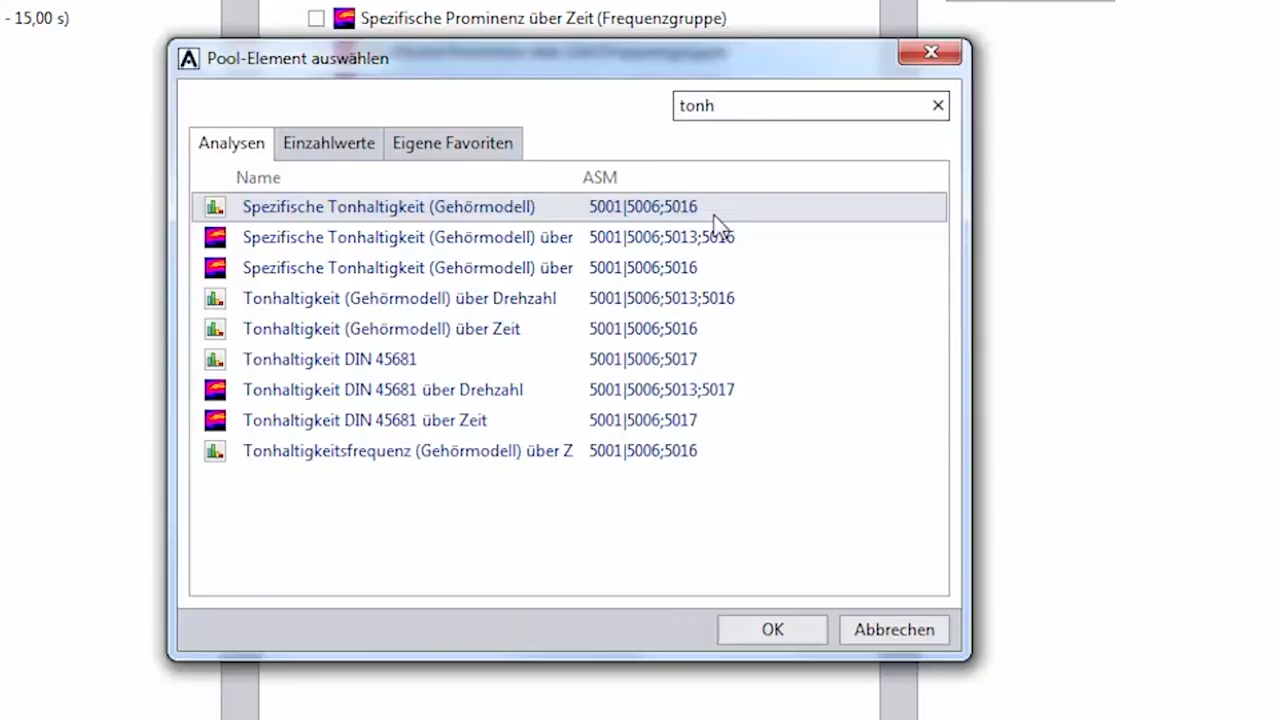 - 15,00 s)
Spezifische Prominenz über Zeit (Frequenzgruppe)
Pool-Element auswählen
tonh
Analysen Einzahlwerte Eigene Favoriten
Name ASM
Spezifische Tonhaltigkeit (Gehörmodell) 5001|5006;5016
Spezifische Tonhaltigkeit (Gehörmodell) über 5001|5006;5013;5016
Spezifische Tonhaltigkeit (Gehörmodell) über 5001|5006;5016
Tonhaltigkeit (Gehörmodell) über Drehzahl 5001|5006;5013;5016
Tonhaltigkeit (Gehörmodell) über Zeit 5001|5006;5016
Tonhaltigkeit DIN 45681 5001|5006;5017
Tonhaltigkeit DIN 45681 über Drehzahl 5001|5006;5013;5017
Tonhaltigkeit DIN 45681 über Zeit 5001|5006;5017
Tonhaltigkeitsfrequenz (Gehörmodell) über Z 5001|5006;5016
OK Abbrechen